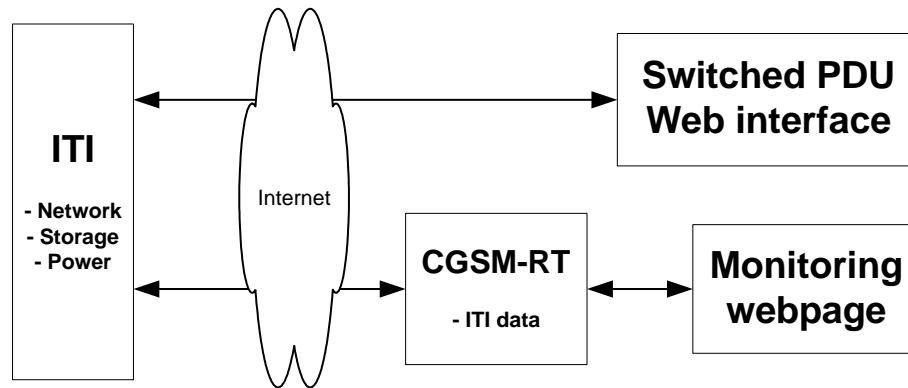 ITI
- Network
- Storage
- Power
Internet
Switched PDU
Web interface
CGSM-RT
- ITI data
Monitoring
webpage